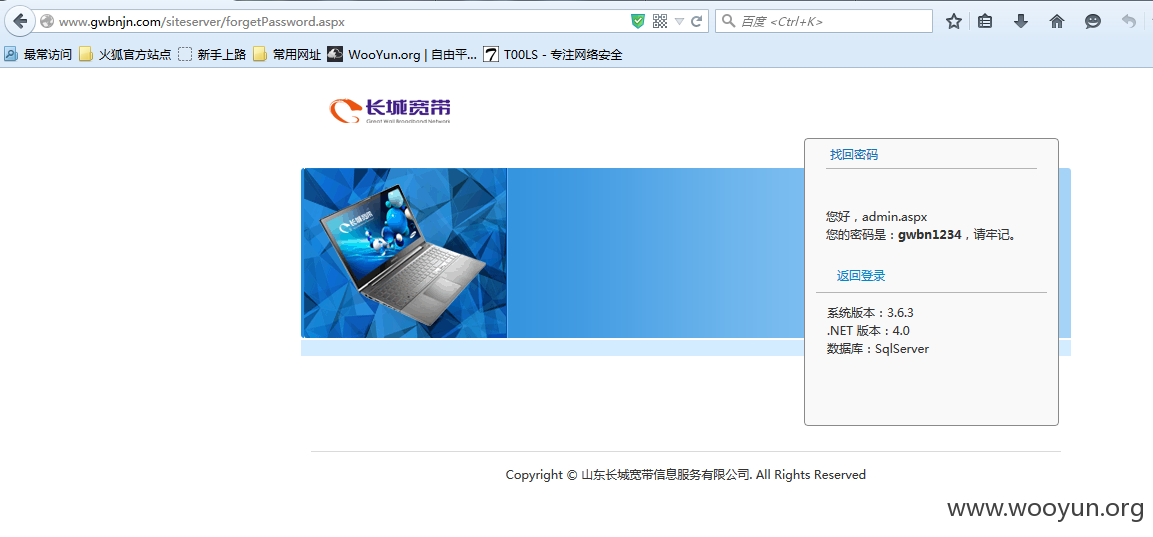 www.gwbnjn.com/siteserver/forgetPassword.aspx
百度 <Ctrl+K>
最常访问 火狐官方站点 新手上路 常用网址 WooYun.org | 自由平... T00LS - 专注网络安全
长城宽带
Great Wall Broadband Network
找回密码
长城宽带
您好，admin.aspx
您的密码是：gwbn1234，请牢记。
返回登录
系统版本：3.6.3
.NET 版本：4.0
数据库：SqlServer
Copyright © 山东长城宽带信息服务有限公司. All Rights Reserved
www.wooyun.org